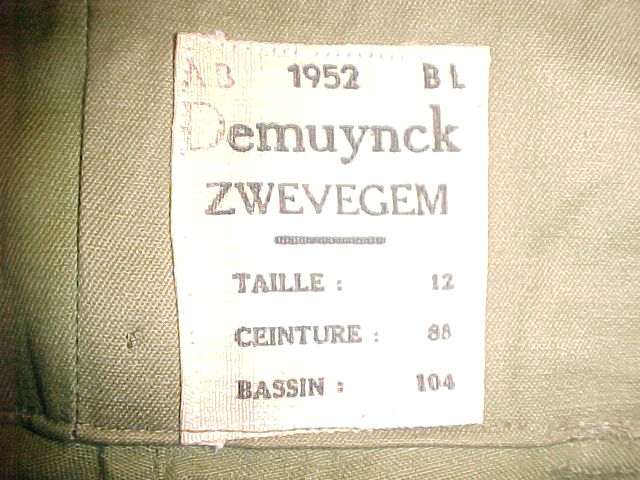 AB 1952 BL
Demuynck
ZWEVEGEM
TAILLE : 12
CEINTURE : 88
BASSIN : 104